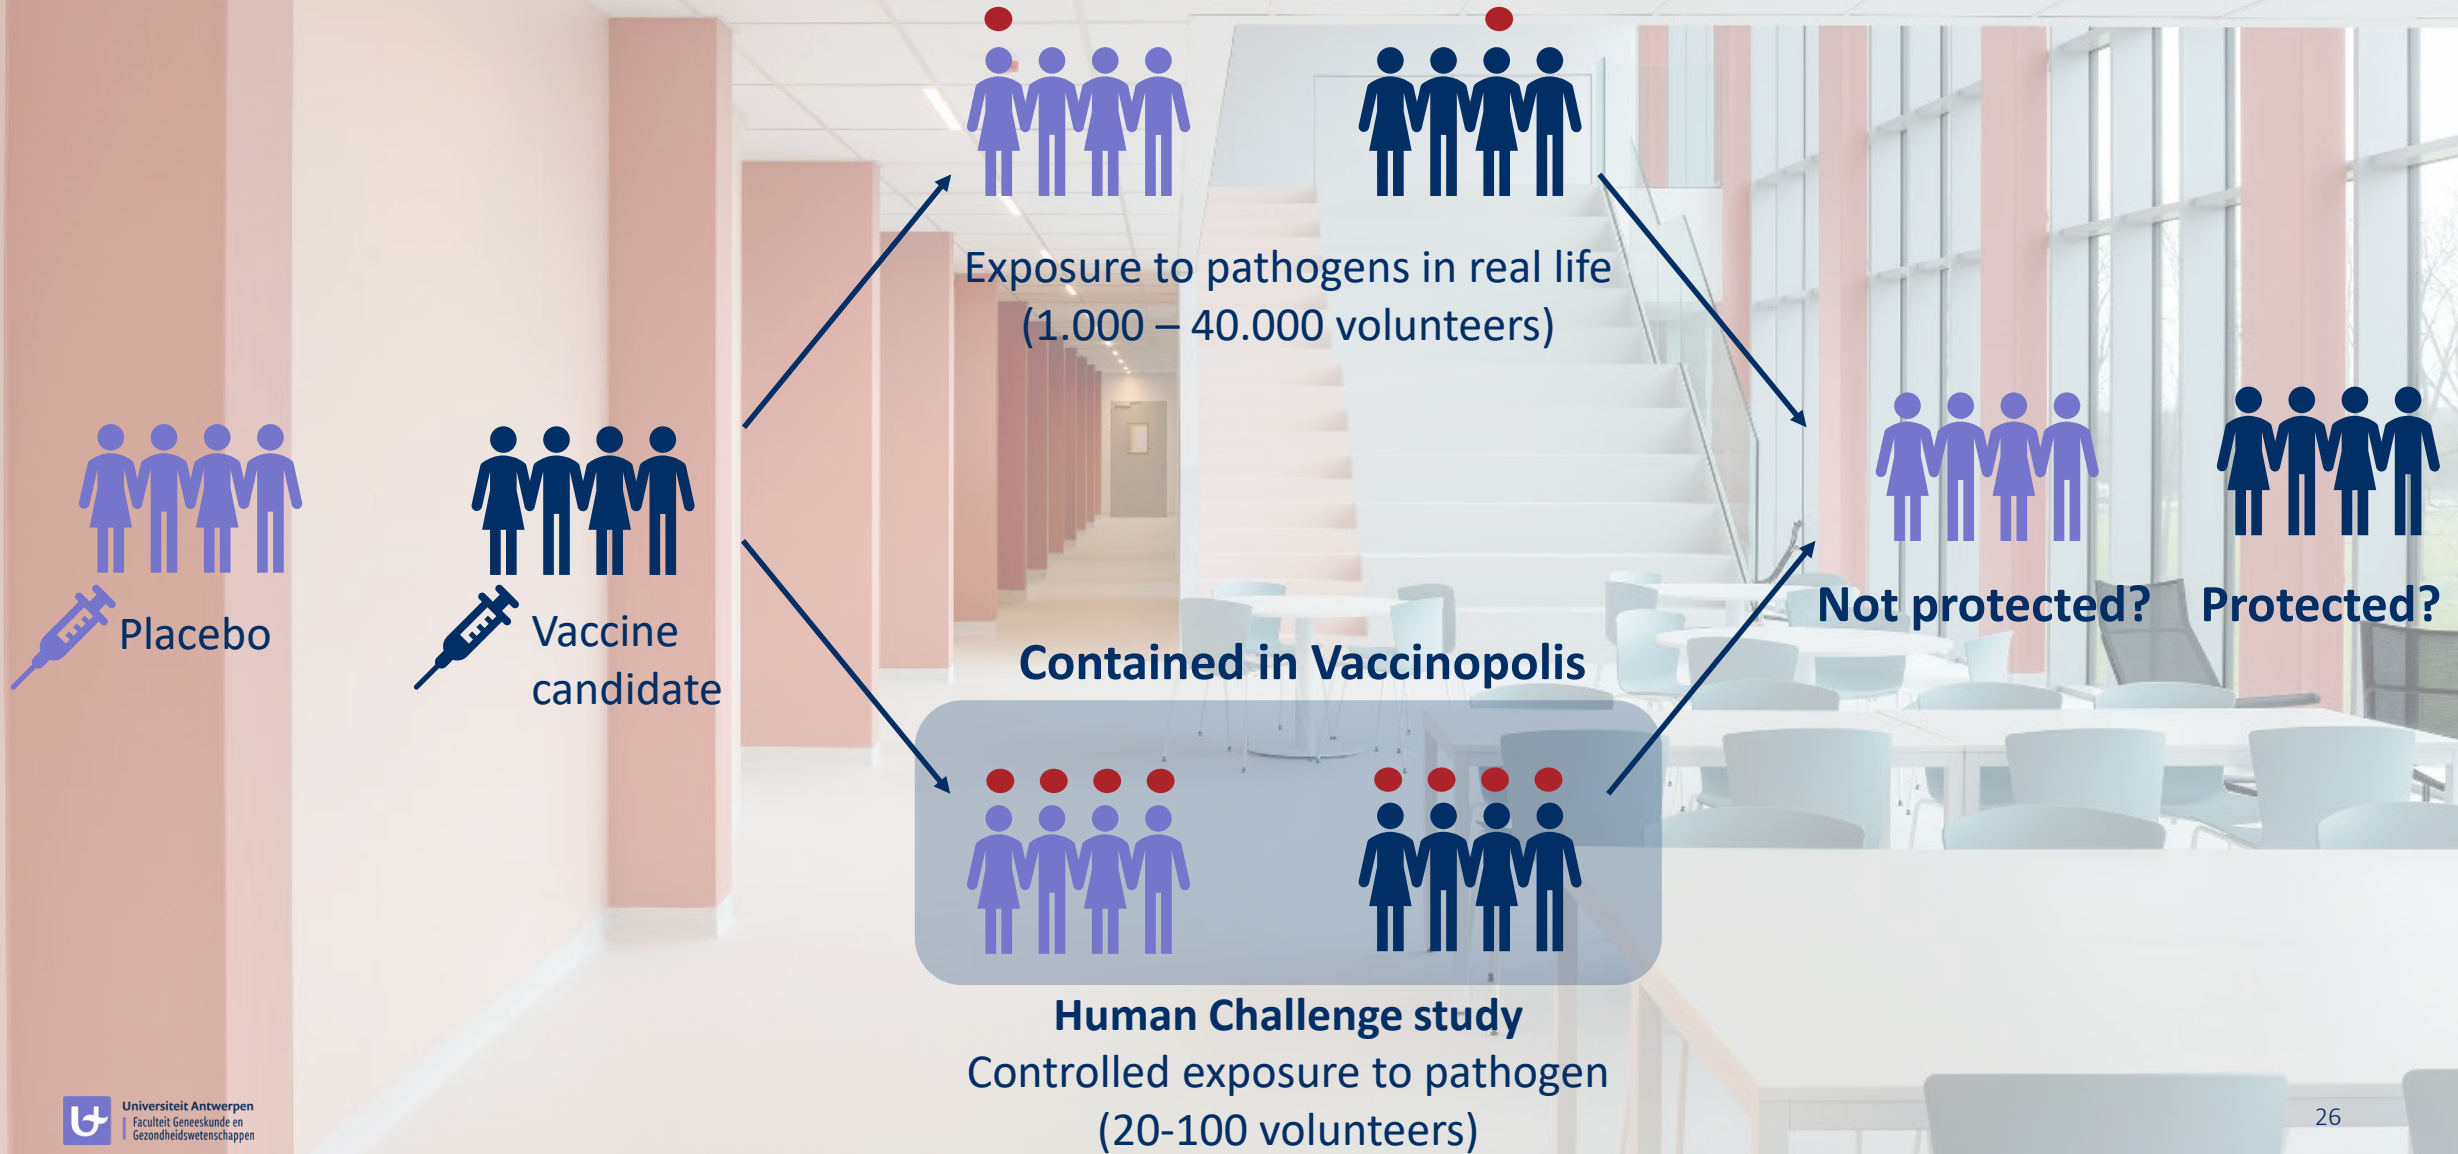 Exposure to pathogens in real life
(1.000 – 40.000 volunteers)
Placebo
Vaccine
candidate
Not protected?
Protected?
Contained in Vaccinopolis
Human Challenge study
Controlled exposure to pathogen
(20-100 volunteers)
Universiteit Antwerpen
Faculteit Geneeskunde en
Gezondheidswetenschappen
26